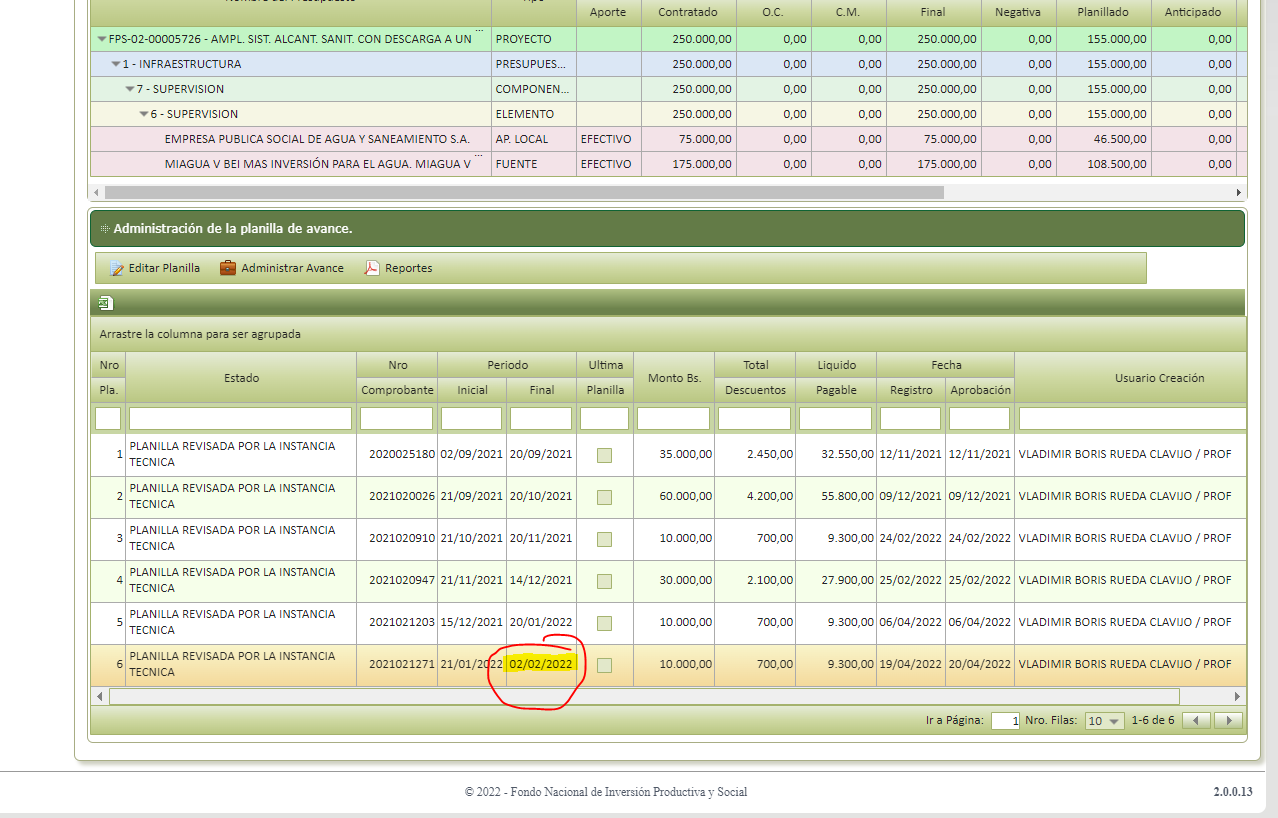 Aporte Contratado O.C. C.M. Final Negativa Planillado Anticipado
FPS-02-00005726 - AMPL. SIST. ALCANT. SANIT. CON DESCARGA A UN ... PROYECTO 250.000,00 0,00 0,00 250.000,00 0,00 155.000,00 0,00
1 - INFRAESTRUCTURA PRESUPUES... 250.000,00 0,00 0,00 250.000,00 0,00 155.000,00 0,00
7 - SUPERVISION COMPONEN... 250.000,00 0,00 0,00 250.000,00 0,00 155.000,00 0,00
6 - SUPERVISION ELEMENTO 250.000,00 0,00 0,00 250.000,00 0,00 155.000,00 0,00
EMPRESA PUBLICA SOCIAL DE AGUA Y SANEAMIENTO S.A. AP. LOCAL EFECTIVO 75.000,00 0,00 0,00 75.000,00 0,00 46.500,00 0,00
MIAGUA V BEI MAS INVERSIÓN PARA EL AGUA. MIAGUA V ... FUENTE EFECTIVO 175.000,00 0,00 0,00 175.000,00 0,00 108.500,00 0,00
Administración de la planilla de avance.
Editar Planilla Administrar Avance Reportes
Arrastre la columna para ser agrupada
Nro Nro Periodo Ultima Total Liquido Fecha
Estado Monto Bs. Usuario Creación
Pla. Comprobante Inicial Final Planilla Descuentos Pagable Registro Aprobación
PLANILLA REVISADA POR LA INSTANCIA
1 2020025180 02/09/2021 20/09/2021 35.000,00 2.450,00 32.550,00 12/11/2021 12/11/2021 VLADIMIR BORIS RUEDA CLAVIJO / PROF
TECNICA
PLANILLA REVISADA POR LA INSTANCIA
2 2021020026 21/09/2021 20/10/2021 60.000,00 4.200,00 55.800,00 09/12/2021 09/12/2021 VLADIMIR BORIS RUEDA CLAVIJO / PROF
TECNICA
PLANILLA REVISADA POR LA INSTANCIA
3 2021020910 21/10/2021 20/11/2021 10.000,00 700,00 9.300,00 24/02/2022 24/02/2022 VLADIMIR BORIS RUEDA CLAVIJO / PROF
TECNICA
PLANILLA REVISADA POR LA INSTANCIA
4 2021020947 21/11/2021 14/12/2021 30.000,00 2.100,00 27.900,00 25/02/2022 25/02/2022 VLADIMIR BORIS RUEDA CLAVIJO / PROF
TECNICA
PLANILLA REVISADA POR LA INSTANCIA
5 2021021203 15/12/2021 20/01/2022 10.000,00 700,00 9.300,00 06/04/2022 06/04/2022 VLADIMIR BORIS RUEDA CLAVIJO / PROF
TECNICA
PLANILLA REVISADA POR LA INSTANCIA
6 2021021271 21/01/2022 02/02/2022 10.000,00 700,00 9.300,00 19/04/2022 20/04/2022 VLADIMIR BORIS RUEDA CLAVIJO / PROF
TECNICA
Ir a Página: 1 Nro. Filas: 10 1-6 de 6
© 2022 - Fondo Nacional de Inversión Productiva y Social 2.0.0.13